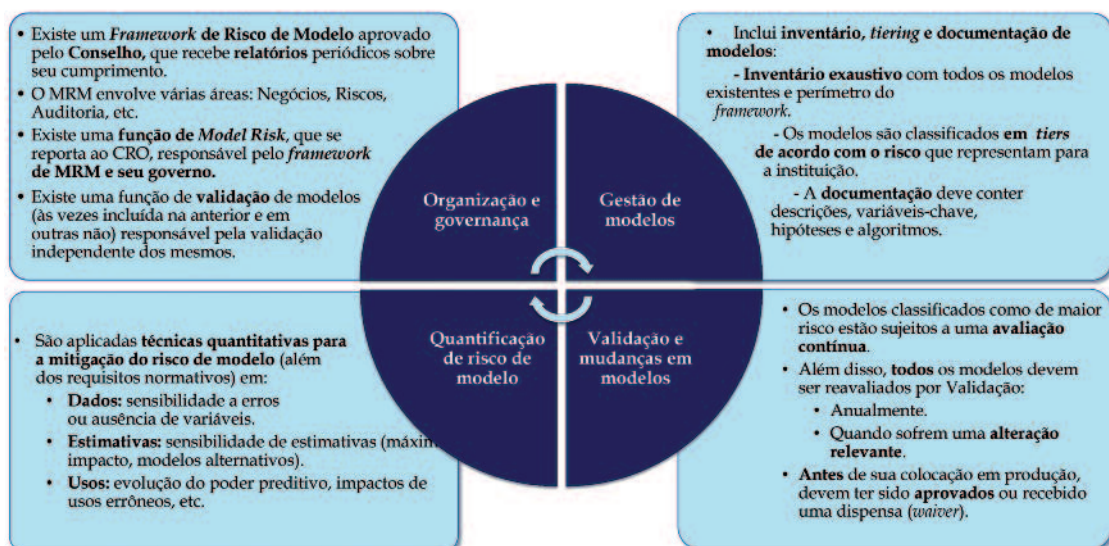 • Existe um Framework de Risco de Modelo aprovado
pelo Conselho, que recebe relatórios periódicos sobre
seu cumprimento.
• O MRM envolve várias áreas: Negócios, Riscos,
Auditoria, etc.
• Existe uma função de Model Risk, que se
reporta ao CRO, responsável pelo framework
de MRM e seu governo.
• Existe uma função de validação de modelos
(às vezes incluída na anterior e em
outras não) responsável pela validação
independente dos mesmos.
• Inclui inventário, tiering e documentação de
modelos:
- Inventário exaustivo com todos os modelos
existentes e perímetro do
framework.
- Os modelos são classificados em tiers
de acordo com o risco que representam para
a instituição.
- A documentação deve conter
descrições, variáveis-chave,
hipóteses e algoritmos.
Organização e
governança
Gestão de
modelos
Quantificação
de risco de
modelo
Validação e
mudanças em
modelos
• São aplicadas técnicas quantitativas para
a mitigação do risco de modelo (além
dos requisitos normativos) em:
• Dados: sensibilidade a erros
ou ausência de variáveis.
• Estimativas: sensibilidade de estimativas (máxim
impacto, modelos alternativos).
• Usos: evolução do poder preditivo, impactos de
usos errôneos, etc.
• Os modelos classificados como de maior
risco estão sujeitos a uma avaliação
contínua.
• Além disso, todos os modelos devem
ser reavaliados por Validação:
• Anualmente.
• Quando sofrem uma alteração
relevante.
• Antes de sua colocação em produção,
devem ter sido aprovados ou recebido
uma dispensa (waiver).